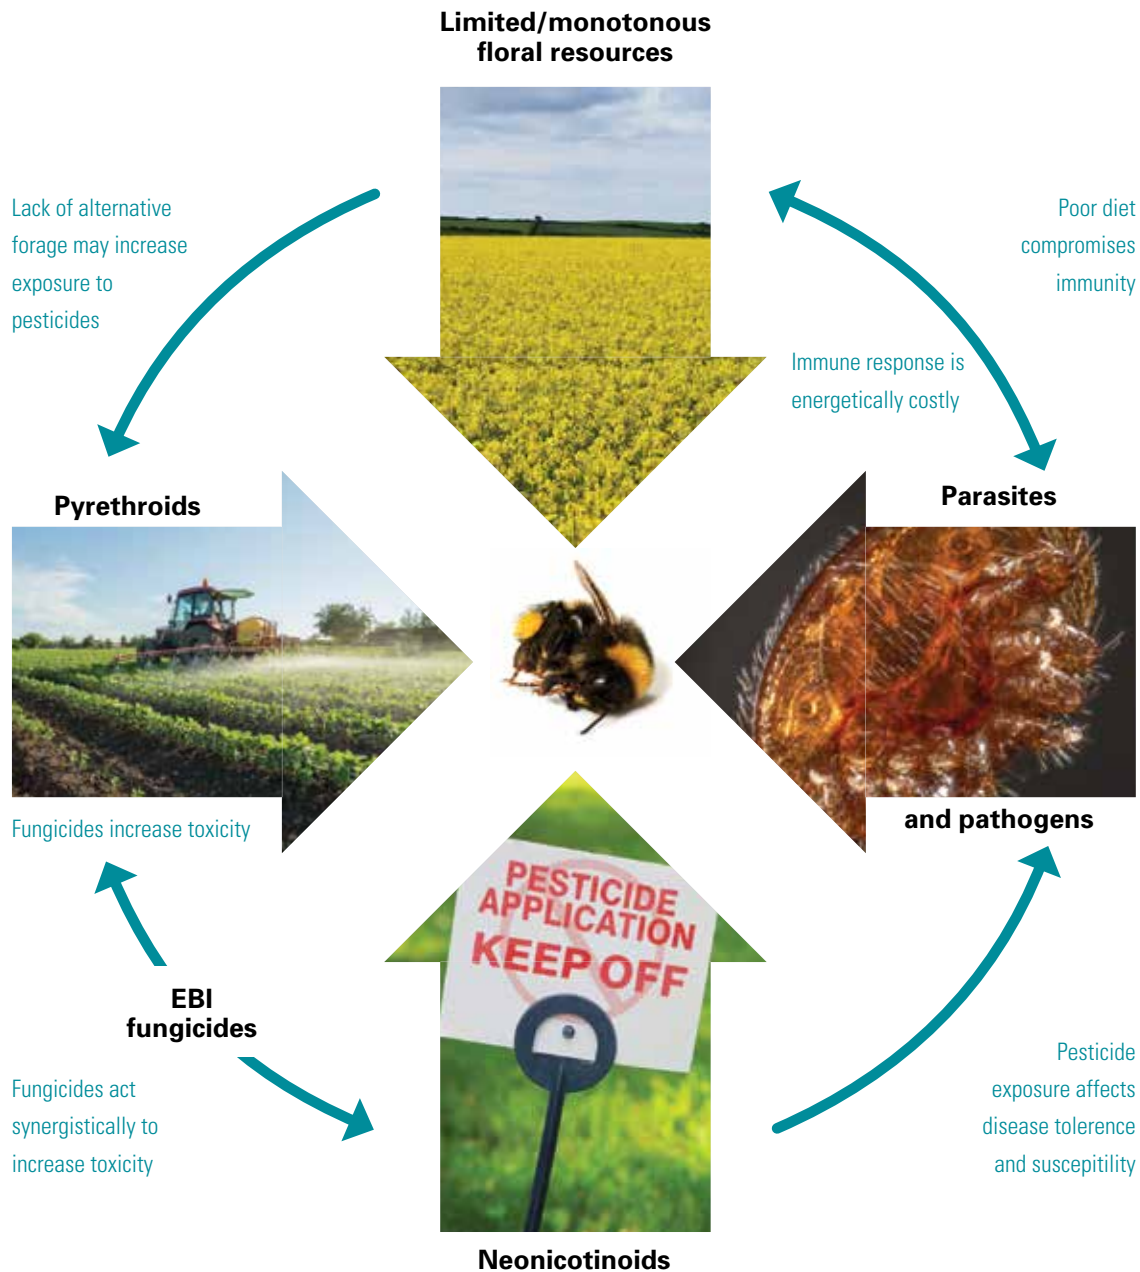 Limited/monotonous
floral resources
Lack of alternative
forage may increase
exposure to
pesticides
Poor diet
compromises
immunity
Immune response is
energetically costly
Pyrethroids
Parasites
and pathogens
Fungicides increase toxicity
PESTICIDE
APPLICATION
KEEP OFF
EBI
fungicides
Fungicides act
synergistically to
increase toxicity
Pesticide
exposure affects
disease tolerence
and suscepitility
Neonicotinoids